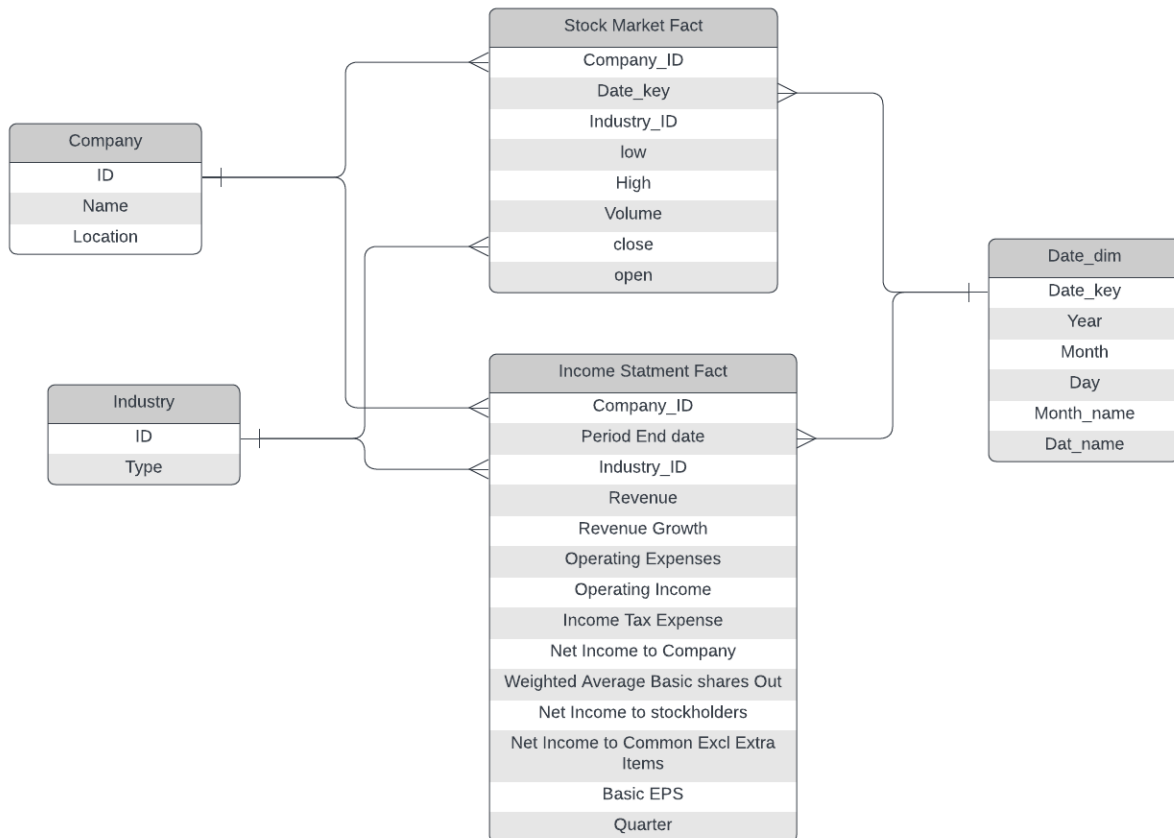 Stock Market Fact
Company_ID
Date_key
Industry_ID
low
High
Volume
close
open
Company
ID
Name
Location
Date_dim
Date_key
Year
Month
Day
Month_name
Dat_name
Industry
ID
Type
Income Statment Fact
Company_ID
Period End date
Industry_ID
Revenue
Revenue Growth
Operating Expenses
Operating Income
Income Tax Expense
Net Income to Company
Weighted Average Basic shares Out
Net Income to stockholders
Net Income to Common Excl Extra
Items
Basic EPS
Quarter